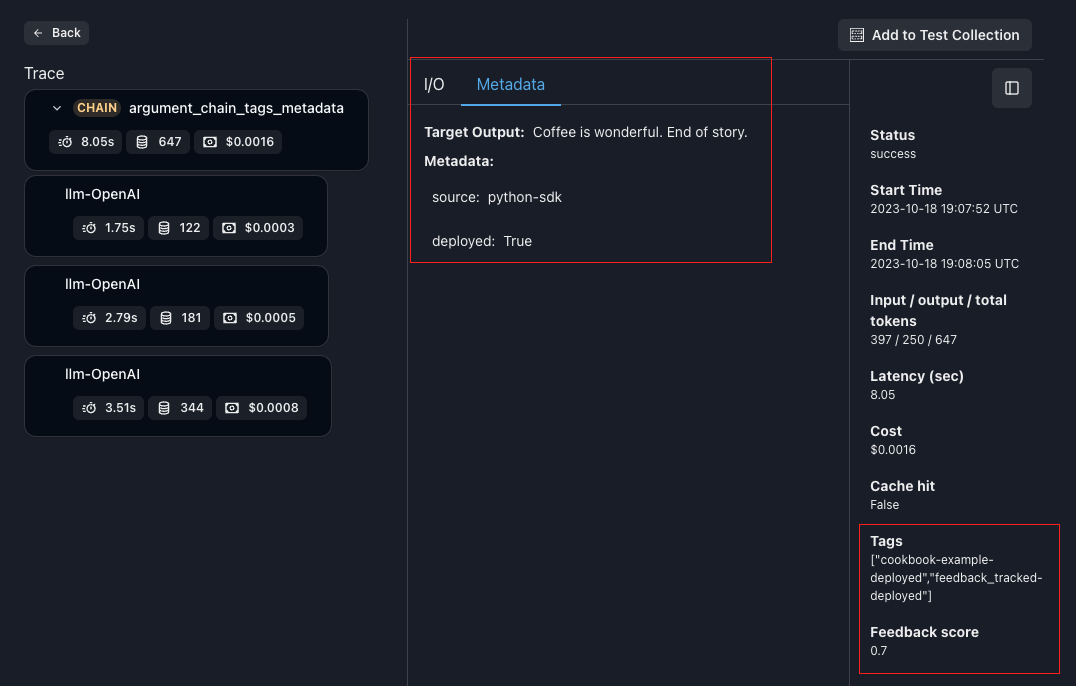 Back
Add to Test Collection
Trace
CHAIN argument_chain_tags_metadata
8.05s 647 $0.0016
llm-OpenAI
1.75s 122 $0.0003
llm-OpenAI
2.79s 181 $0.0005
llm-OpenAI
3.51s 344 $0.0008
I/O Metadata
Target Output: Coffee is wonderful. End of story.
Metadata:
source: python-sdk
deployed: True
Status
success
Start Time
2023-10-18 19:07:52 UTC
End Time
2023-10-18 19:08:05 UTC
Input / output / total
tokens
397 / 250 / 647
Latency (sec)
8.05
Cost
$0.0016
Cache hit
False
Tags
["cookbook-example-
deployed","feedback_tracked-
deployed"]
Feedback score
0.7